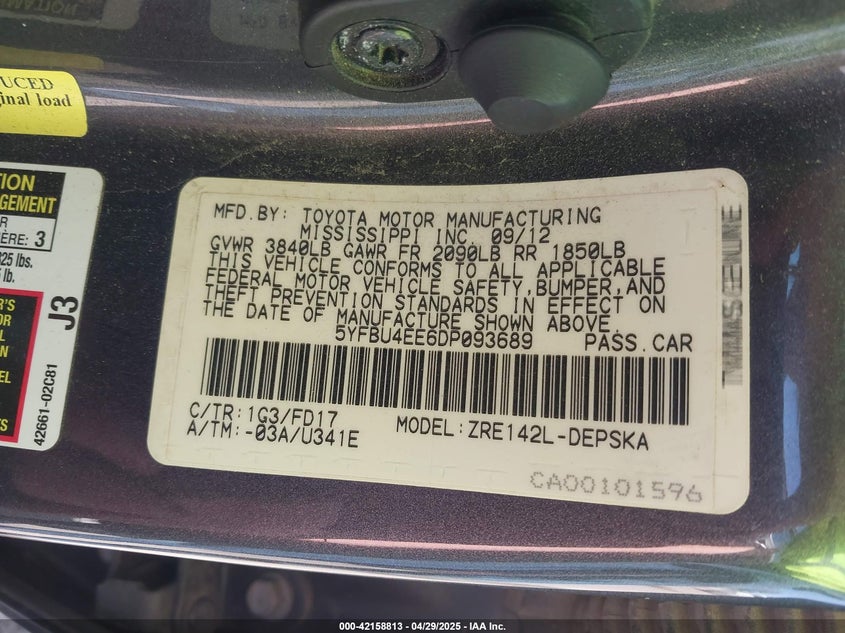 UCED
ginal load
TION
GEMENT
ÈRE: 3
825 lbs.
lb.
J3
42661-02C81
MFD.BY: TOYOTA MOTOR MANUFACTURING
MISSISSIPPI INC. 09/12
GVWR 3840LB GAWR FR 2090LB RR 1850LB
THIS VEHICLE CONFORMS TO ALL APPLICABLE
FEDERAL MOTOR VEHICLE SAFETY,BUMPER,AND
THEFT PREVENTION STANDARDS IN EFFECT ON
THE DATE OF MANUFACTURE SHOWN ABOVE.
5YFBU4EE6DP093689 PASS.CAR
C/TR:1G3/FD17
A/TM:-03A/U341E MODEL:ZRE142L-DEPSKA
CA00101596
000-42158813 - 04/29/2025 - IAA Inc.